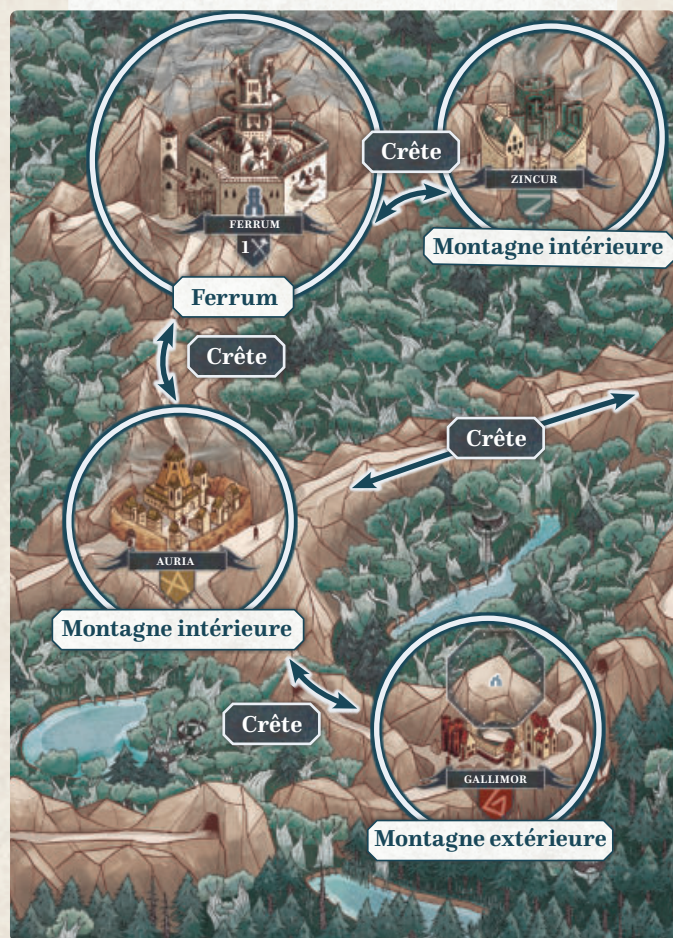 Crête
ZINCUR
FERRUM
1
Montagne intérieure
Ferrum
Crête
Crête
AURIA
A
Montagne intérieure
Crête
GALLIMOR
Montagne extérieure